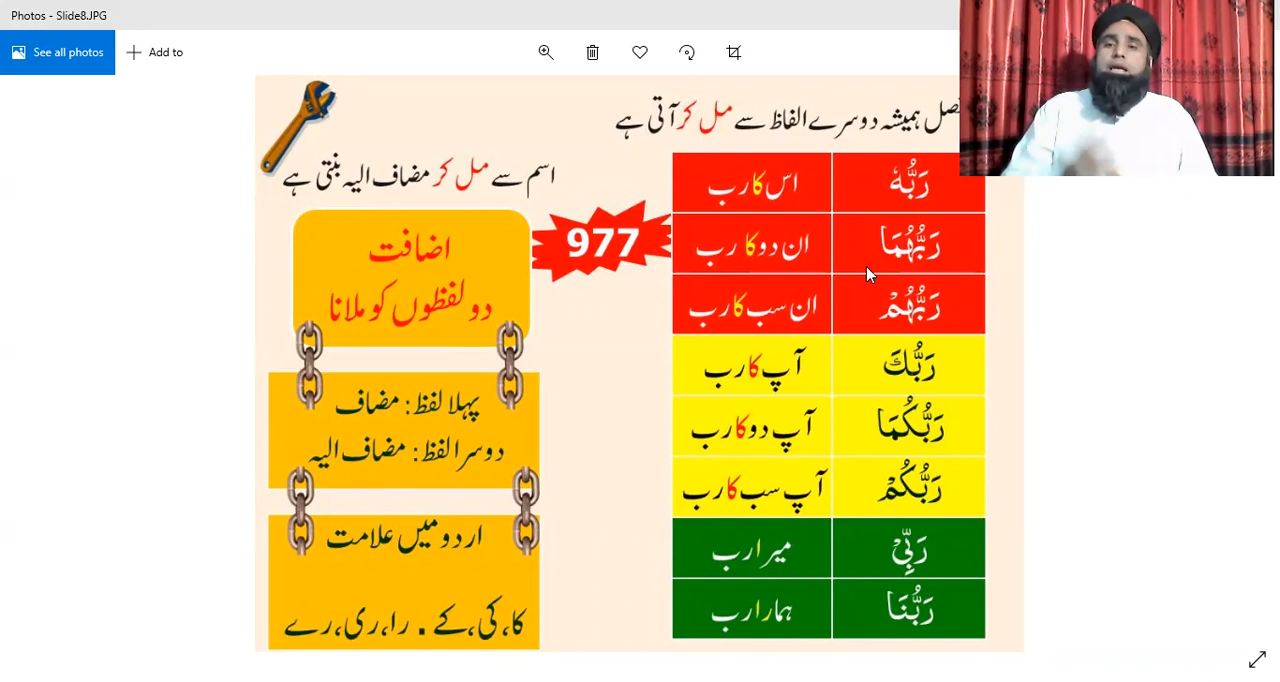 Photos - Slide8.JPG
See all photos
Add to
ہمیشہ دوسرے الفاظ سے مل کر آتی ہے
اسم سے مل کر مضاف الیہ بنتی ہے
رَبُّهٗ اس کا رب
رَبُّهُمَا ان دو کا رب
رَبُّهُمْ ان سب کا رب
رَبُّكَ آپ کا رب
رَبُّكُمَا آپ دو کا رب
رَبُّكُمْ آپ سب کا رب
رَبِّيْ میرا رب
رَبُّنَا ہمارا رب
977
اضافت
دو لفظوں کو ملانا
پہلا لفظ: مضاف
دوسرا لفظ: مضاف الیہ
اردو میں علامت
کا، کی، کے . را، ری، رے